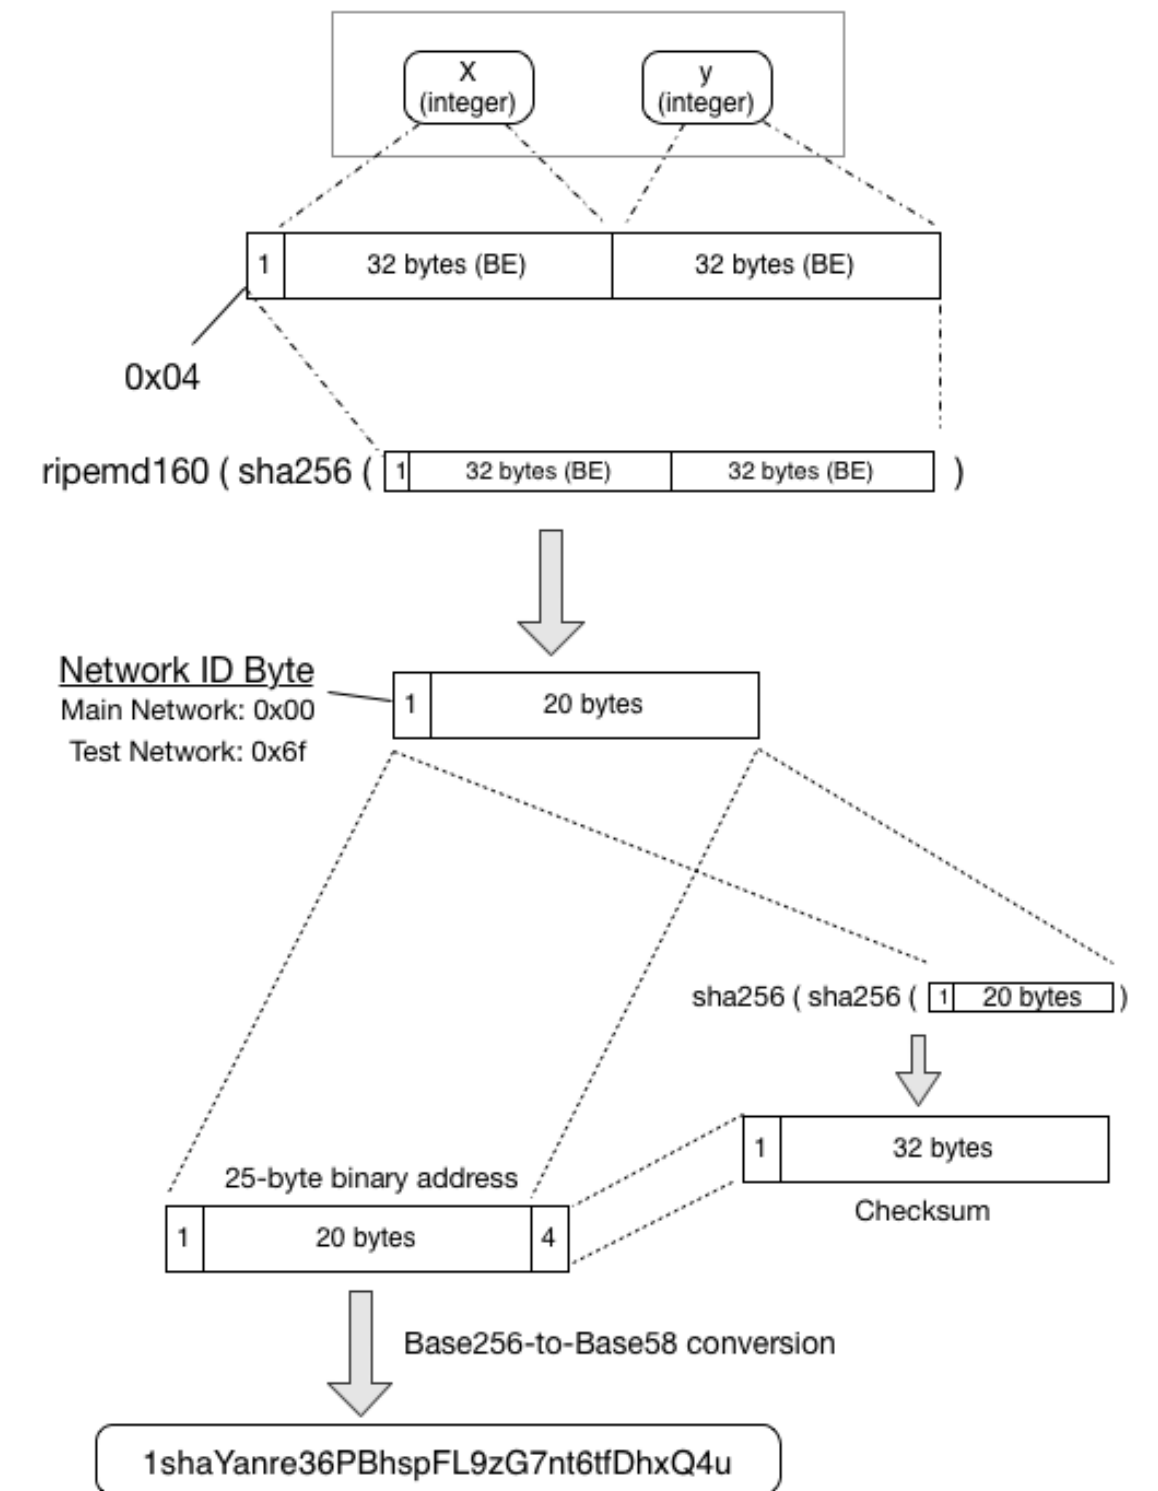 X
(integer)
y
(integer)
1
32 bytes (BE)
32 bytes (BE)
0x04
ripemd160 ( sha256 ( 1 32 bytes (BE) 32 bytes (BE) )
Network ID Byte
Main Network: 0x00
Test Network: 0x6f
1
20 bytes
sha256 ( sha256 ( 1 20 bytes )
1
32 bytes
Checksum
25-byte binary address
1
20 bytes
4
Base256-to-Base58 conversion
1shaYanre36PBhspFL9zG7nt6tfDhxQ4u